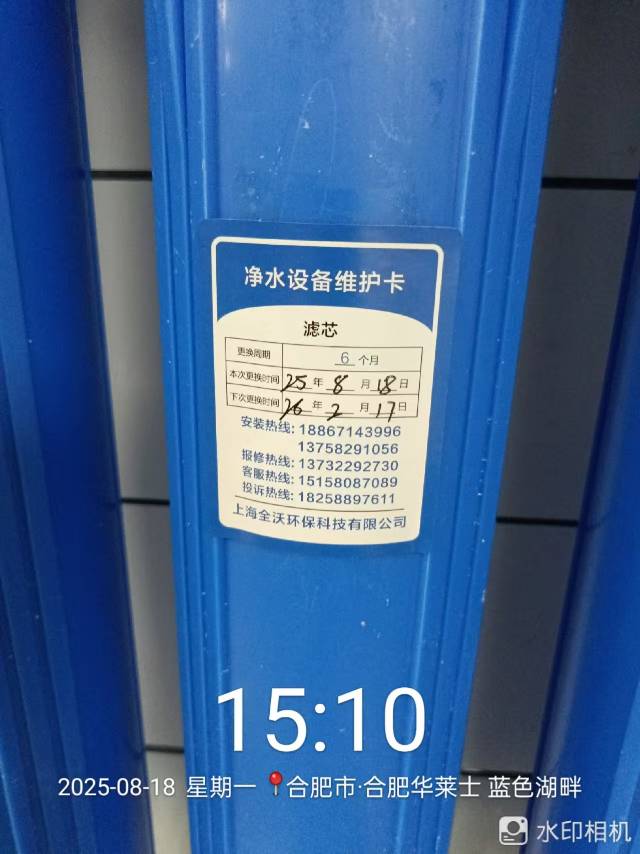 净水设备维护卡
滤芯
更换周期 6 个月
本次更换时间 25 年 8 月 18 日
下次更换时间 26 年 2 月 17 日
安装热线: 18867143996
13758291056
报修热线: 13732292730
客服热线: 15158087089
投诉热线: 18258897611
上海全沃环保科技有限公司
15:10
2025-08-18 星期一 合肥市·合肥华莱士 蓝色湖畔
水印相机